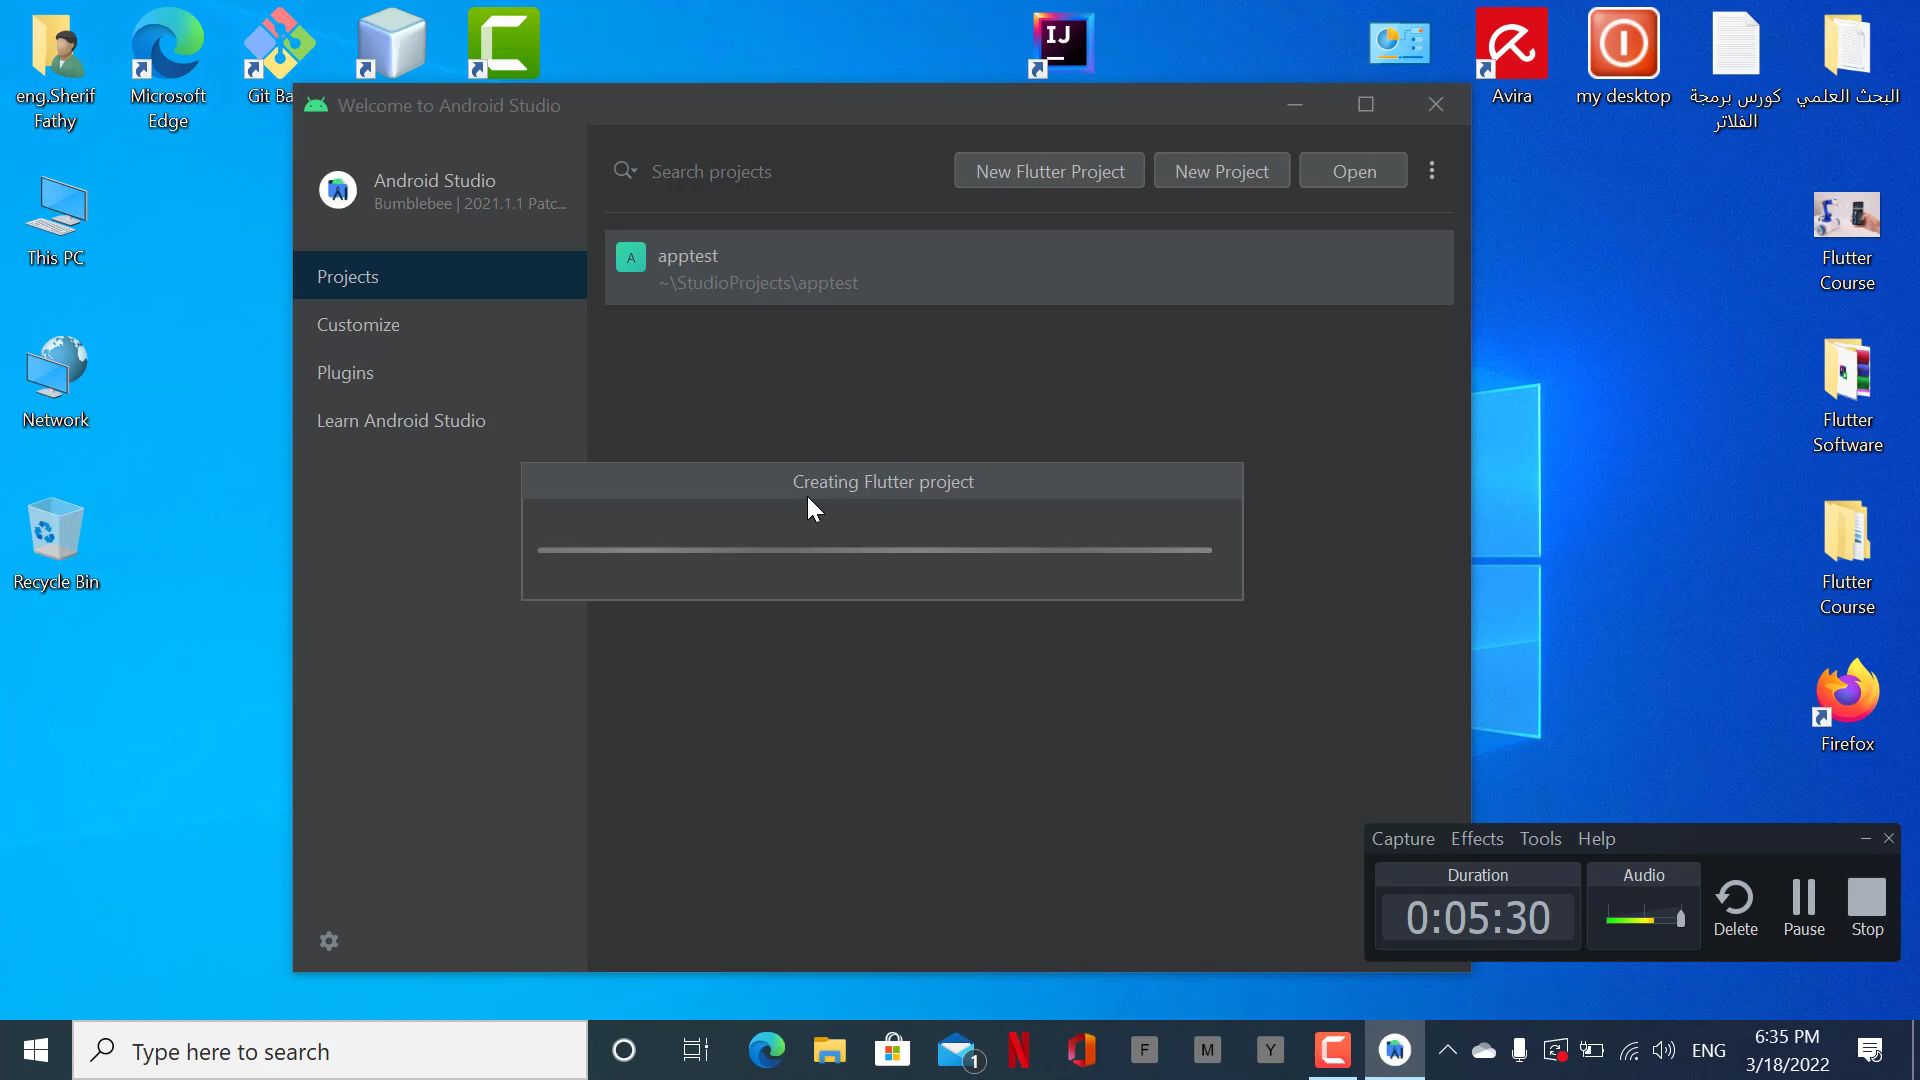 eng.Sherif
Fathy
Microsoft
Edge
Git Ba
IJ
Avira
my desktop
كورس برمجة
الفلاتر
البحث العلمي
This PC
Network
Recycle Bin
Welcome to Android Studio
Android Studio
Bumblebee | 2021.1.1 Patc...
Search projects
New Flutter Project
New Project
Open
Projects
Customize
Plugins
Learn Android Studio
A
apptest
~\StudioProjects\apptest
Creating Flutter project
Flutter
Course
Flutter
Software
Flutter
Course
Firefox
Capture Effects Tools Help
Duration
0:05:30
Audio
Delete
Pause
Stop
Type here to search
1
F
M
Y
ENG
6:35 PM
3/18/2022